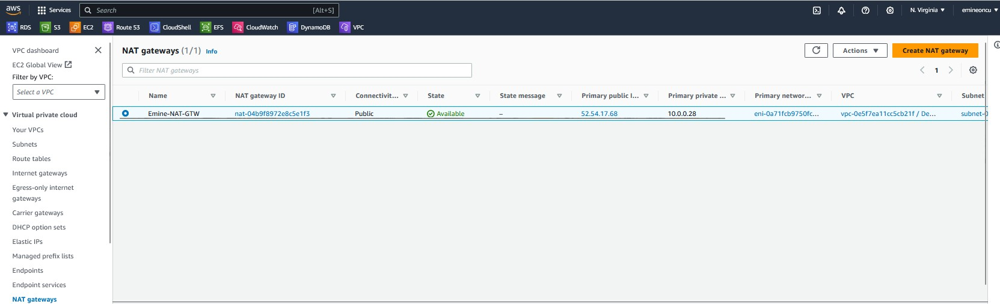 aws Services Search [Alt+S] N. Virginia emineoncu
RDS S3 EC2 Route 53 CloudShell EFS CloudWatch DynamoDB VPC
VPC dashboard
EC2 Global View
Filter by VPC:
Select a VPC
Virtual private cloud
Your VPCs
Subnets
Route tables
Internet gateways
Egress-only internet
gateways
Carrier gateways
DHCP option sets
Elastic IPs
Managed prefix lists
Endpoints
Endpoint services
NAT gateways
NAT gateways (1/1) Info
Actions Create NAT gateway
Filter NAT gateways
1
Name NAT gateway ID Connectivit... State State message Primary public I... Primary private ... Primary networ... VPC Subnet
Emine-NAT-GTW nat-04b9f8972e8c5e1f3 Public Available – 52.54.17.68 10.0.0.28 eni-0a71fcb9750fc... vpc-0e5f7ea11cc5cb21f / De... subnet-0